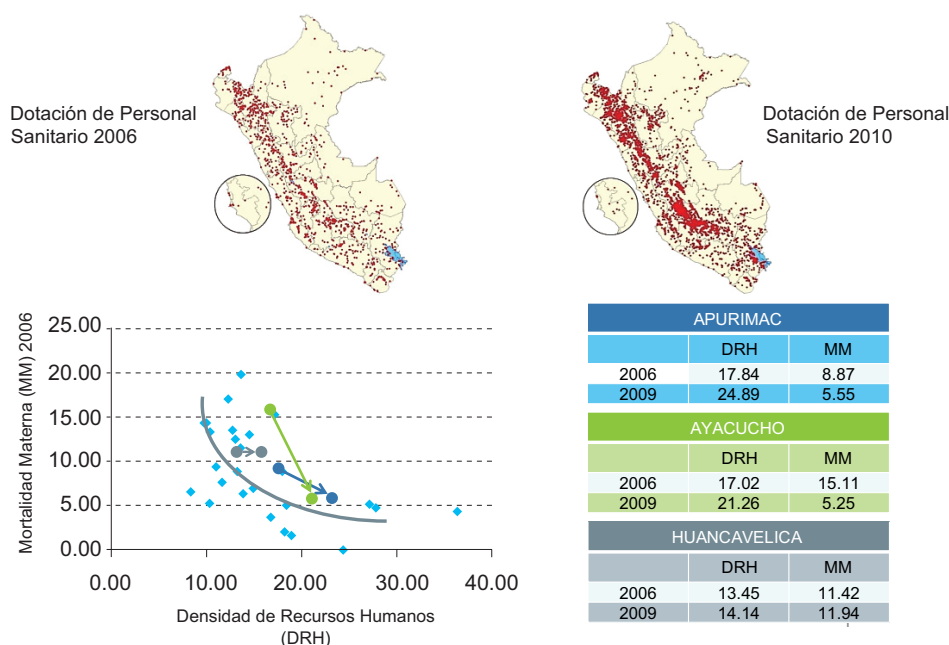 Dotación de Personal
Sanitario 2006
Dotación de Personal
Sanitario 2010
Mortalidad Materna (MM) 2006
25.00
20.00
15.00
10.00
5.00
0.00
0.00 10.00 20.00 30.00 40.00
Densidad de Recursos Humanos
(DRH)
APURIMAC
DRH MM
2006 17.84 8.87
2009 24.89 5.55
AYACUCHO
DRH MM
2006 17.02 15.11
2009 21.26 5.25
HUANCAVELICA
DRH MM
2006 13.45 11.42
2009 14.14 11.94